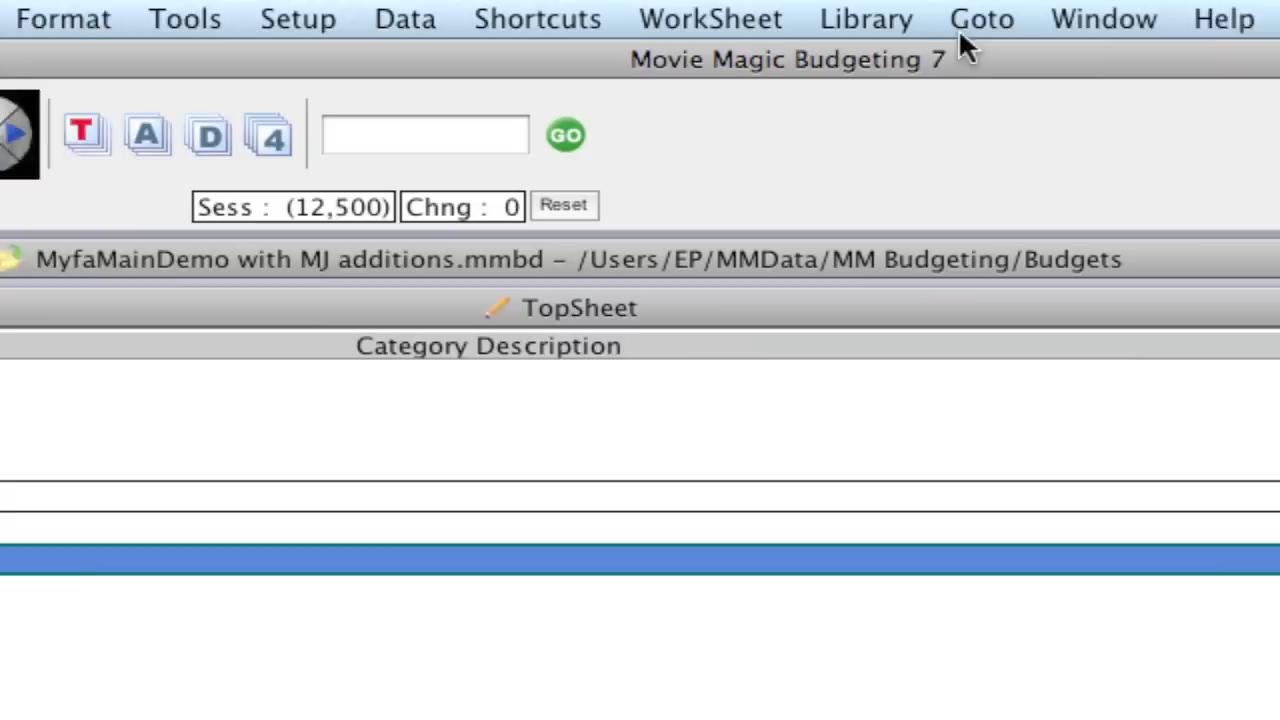 Format Tools Setup Data Shortcuts WorkSheet Library Goto Window Help
Movie Magic Budgeting 7
T A D 4 GO
Sess : (12,500) Chng : 0 Reset
MyfaMainDemo with MJ additions.mmbd - /Users/EP/MMData/MM Budgeting/Budgets
TopSheet
Category Description